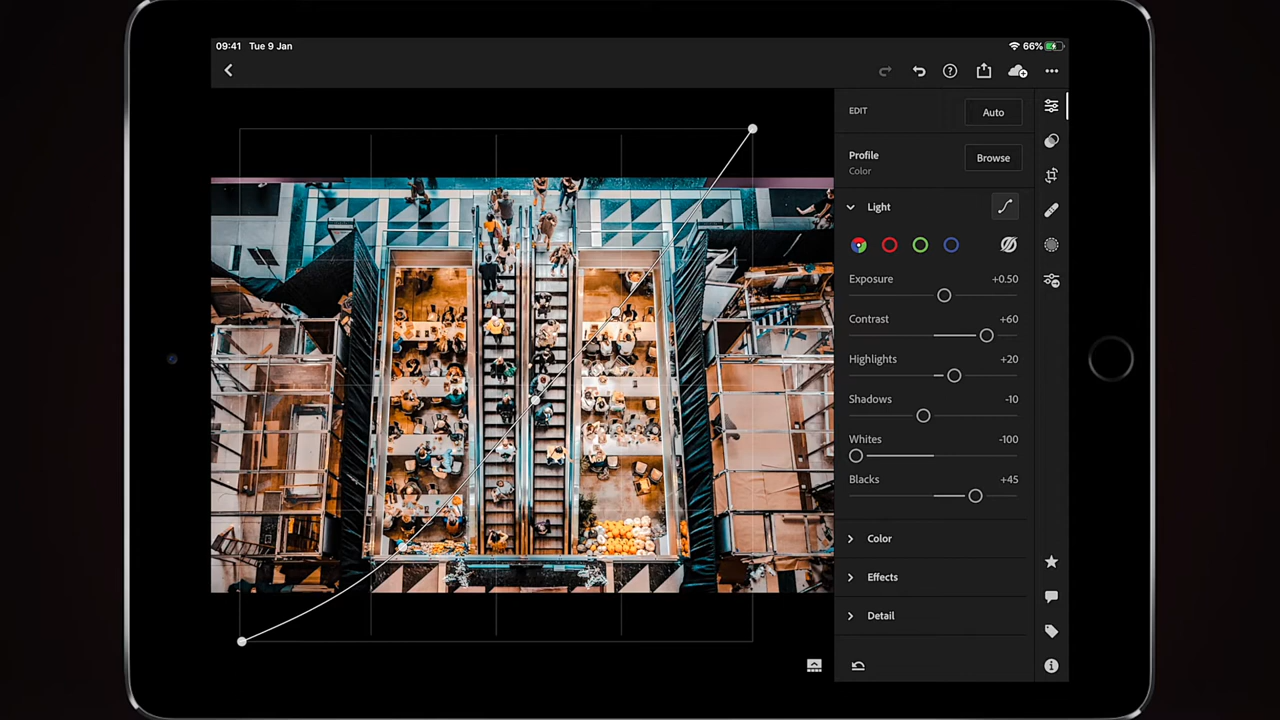 09:41 Tue 9 Jan
66%
EDIT
Auto
Profile
Color
Browse
Light
Exposure +0.50
Contrast +60
Highlights +20
Shadows -10
Whites -100
Blacks +45
Color
Effects
Detail